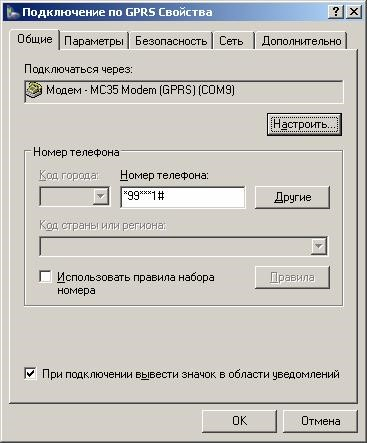 Подключение по GPRS Свойства
Общие Параметры Безопасность Сеть Дополнительно
Подключаться через:
Модем - MC35 Modem (GPRS) (COM9)
Настроить...
Номер телефона
Код города: Номер телефона:
*99***1# Другие
Код страны или региона:
Использовать правила набора
номера
Правила
При подключении вывести значок в области уведомлений
OK Отмена